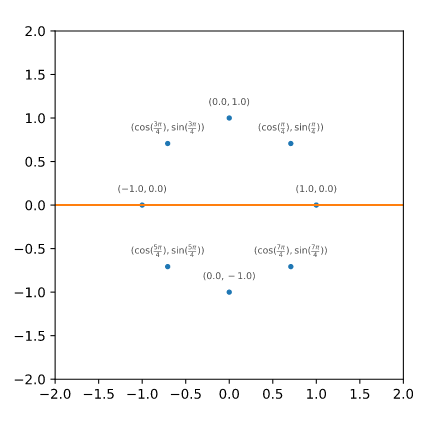 2.0
1.5
1.0
0.5
0.0
−0.5
−1.0
−1.5
−2.0
(0.0, 1.0)
(cos(3π/4), sin(3π/4))
(cos(π/4), sin(π/4))
(−1.0, 0.0)
(1.0, 0.0)
(cos(5π/4), sin(5π/4))
(cos(7π/4), sin(7π/4))
(0.0, −1.0)
−2.0 −1.5 −1.0 −0.5 0.0 0.5 1.0 1.5 2.0